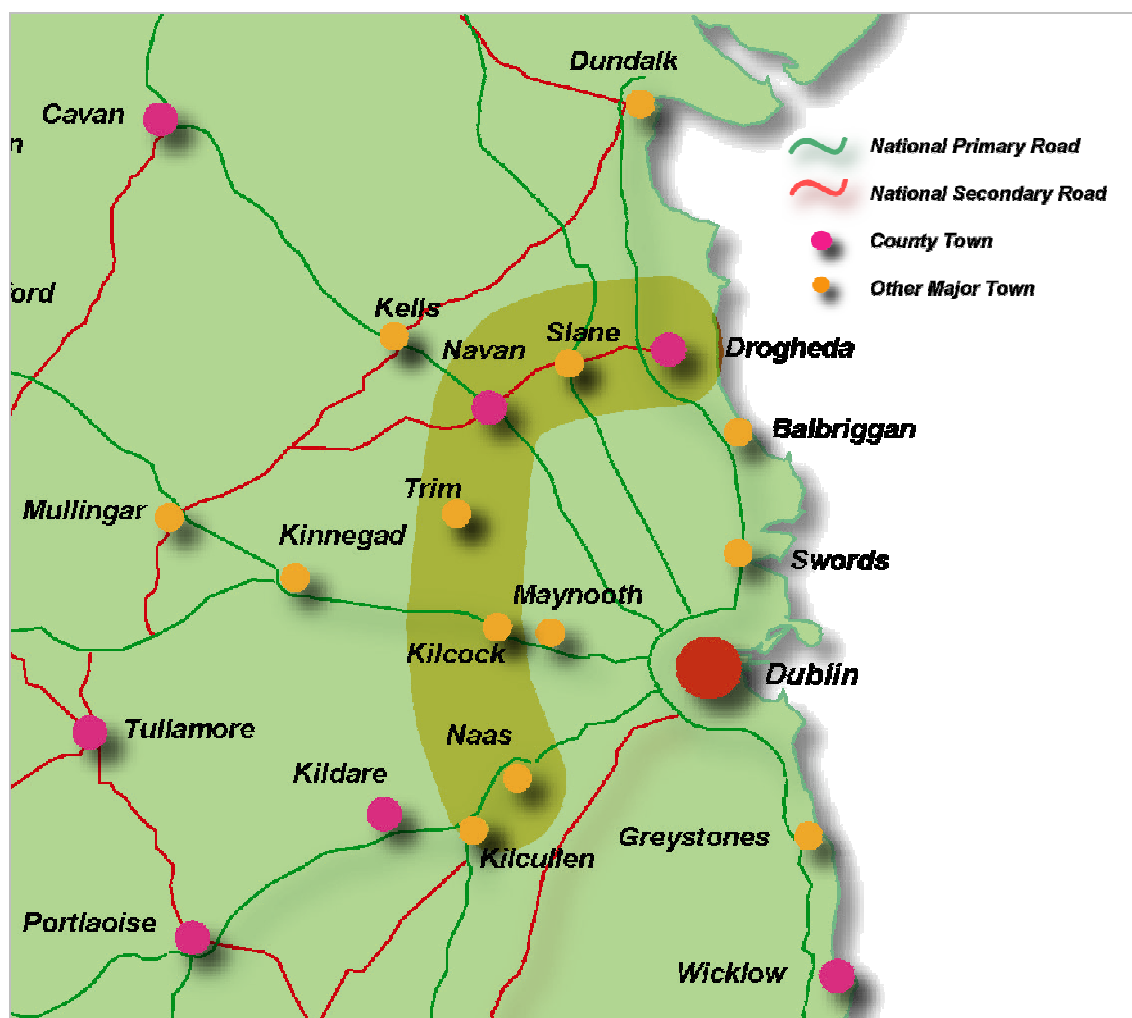 Dundalk
Cavan
National Primary Road
National Secondary Road
County Town
Other Major Town
n
ford
Kells
Navan
Slane
Drogheda
Balbriggan
Trim
Mullingar
Kinnegad
Swords
Maynooth
Kilcock
Dublin
Tullamore
Naas
Kildare
Greystones
Kilcullen
Portlaoise
Wicklow